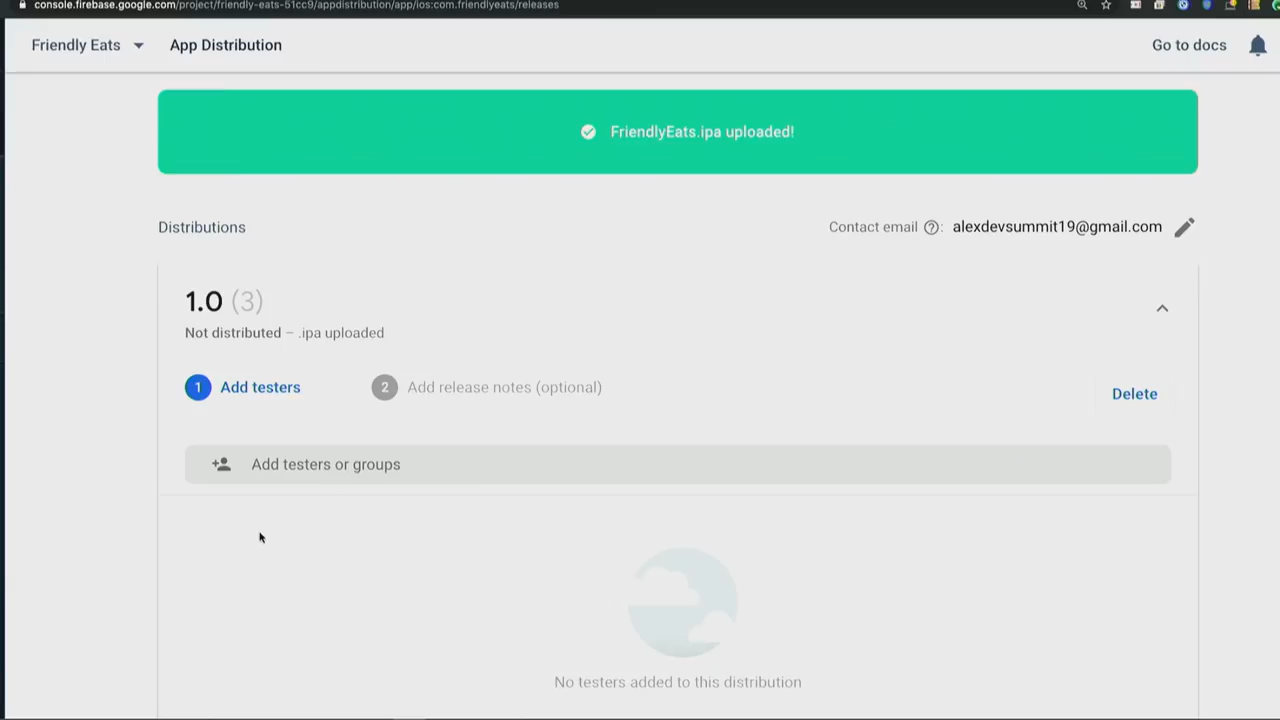 console.firebase.google.com/project/friendly-eats-51cc9/appdistribution/app/ios:com.friendlyeats/releases
Friendly Eats App Distribution Go to docs
FriendlyEats.ipa uploaded!
Distributions Contact email ?: alexdevsummit19@gmail.com
1.0 (3)
Not distributed – .ipa uploaded
1 Add testers 2 Add release notes (optional) Delete
Add testers or groups
No testers added to this distribution